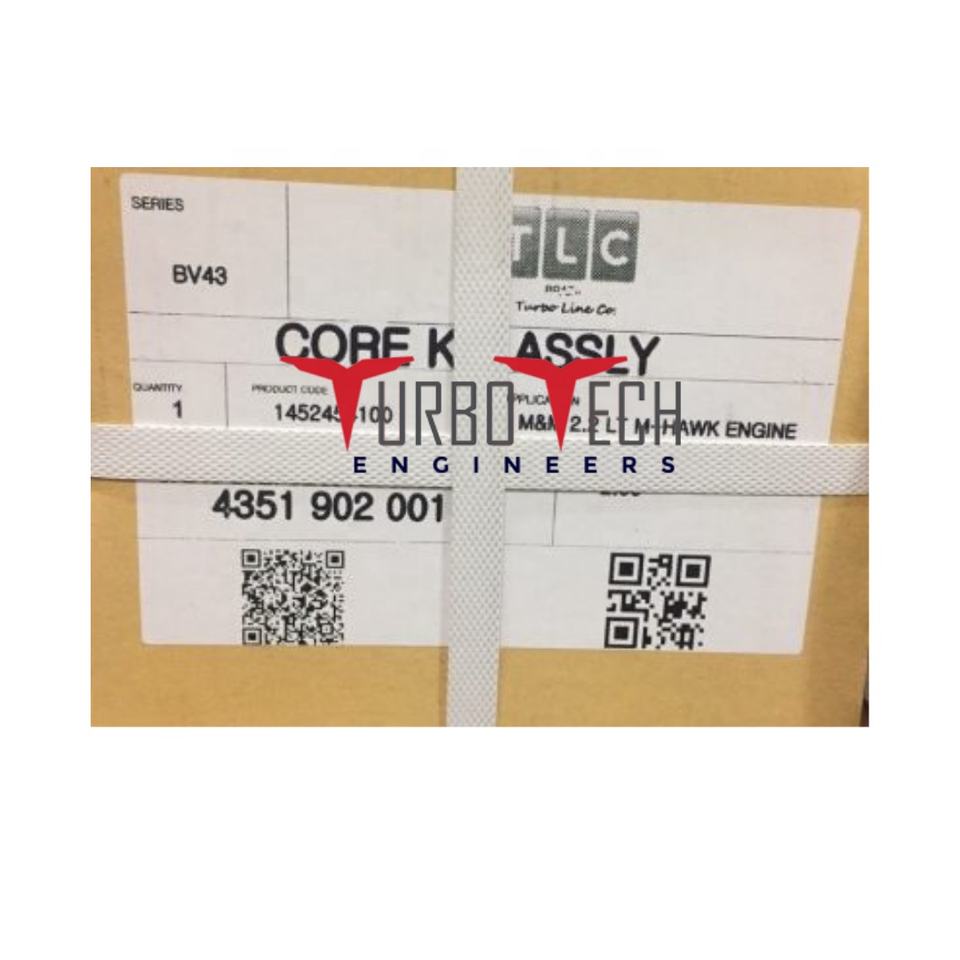 SERIES
BV43
TLC
Turbo Line Co.
CORE K ASSLY
QUANTITY
1
PRODUCT CODE
M&M 2.2 LT M-HAWK ENGINE
TURBO TECH
ENGINEERS
4351 902 001